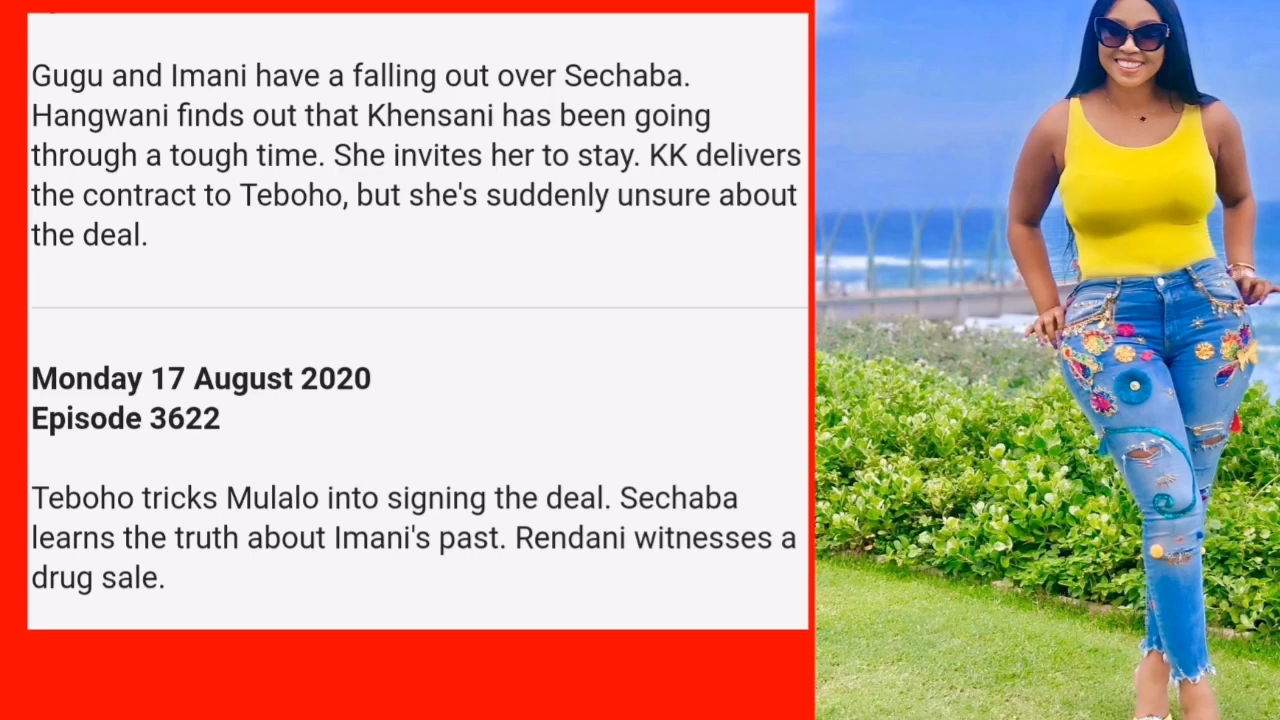 Gugu and Imani have a falling out over Sechaba.
Hangwani finds out that Khensani has been going
through a tough time. She invites her to stay. KK delivers
the contract to Teboho, but she's suddenly unsure about
the deal.
Monday 17 August 2020
Episode 3622
Teboho tricks Mulalo into signing the deal. Sechaba
learns the truth about Imani's past. Rendani witnesses a
drug sale.